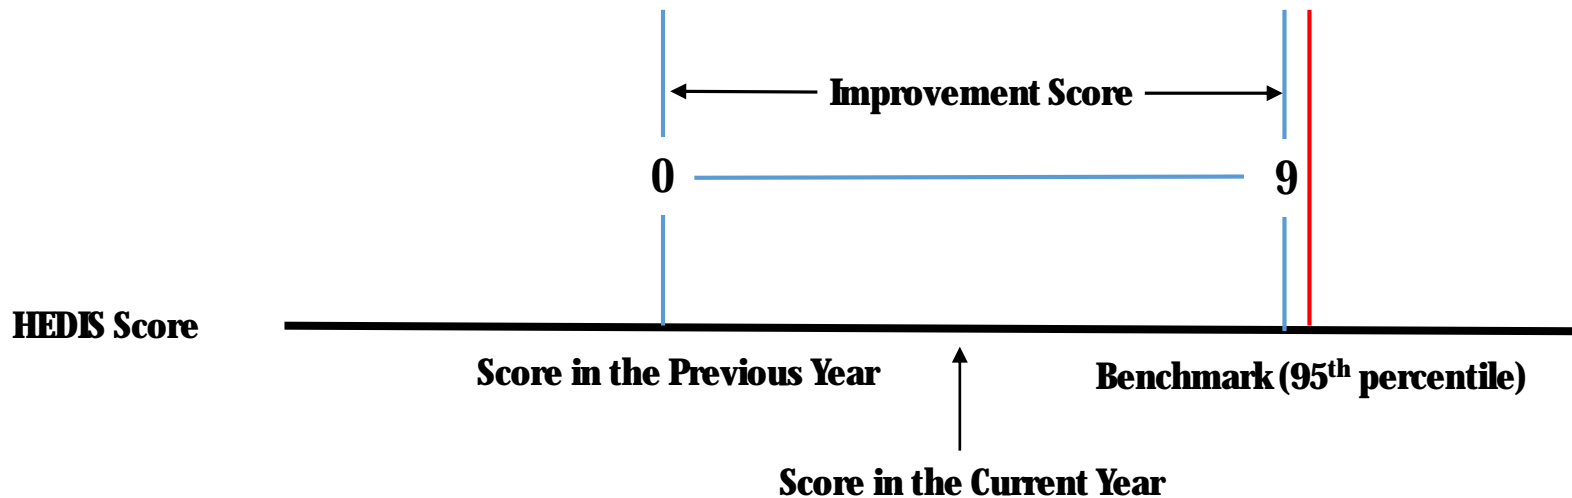 Improvement Score
0
9
HEDIS Score
Score in the Previous Year
Benchmark (95th percentile)
Score in the Current Year